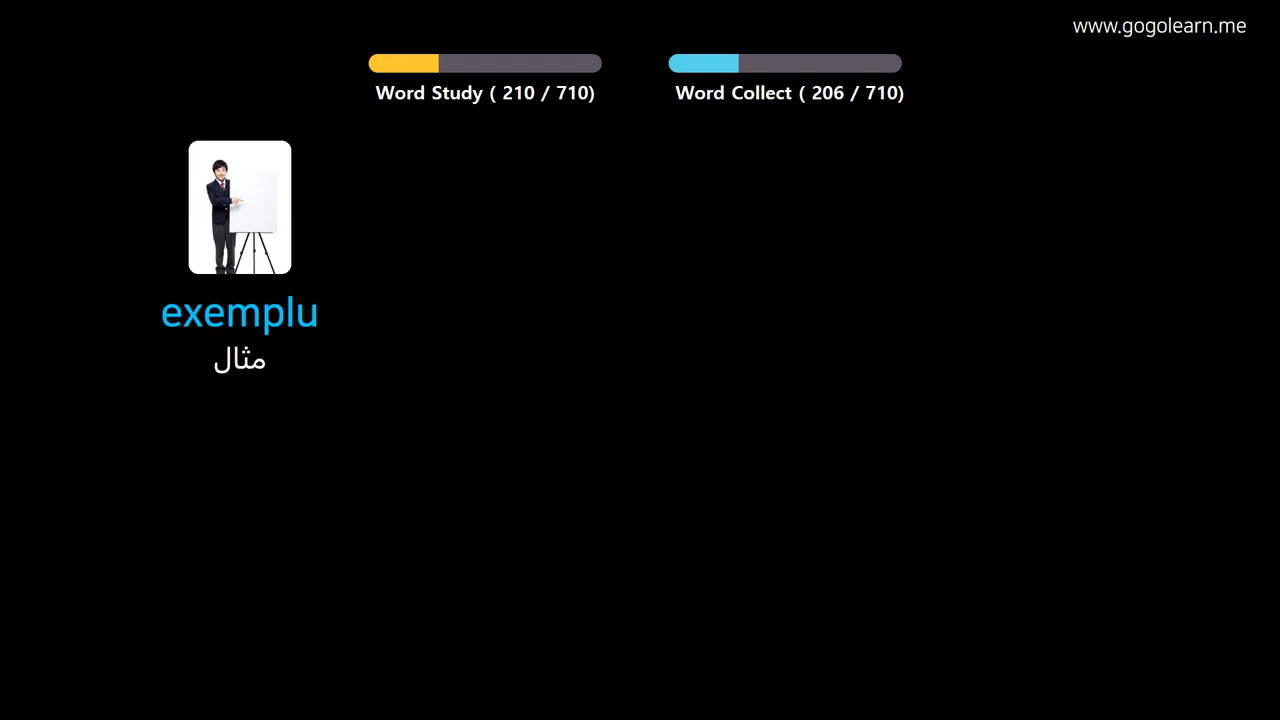 www.gogolearn.me
Word Study ( 210 / 710)
Word Collect ( 206 / 710)
exemplu
مثال